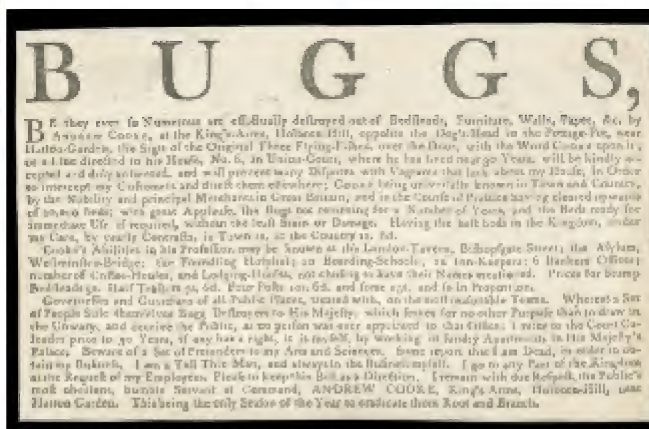 BUGGS,
BE they ever so Numerous are effectually destroyed out of Bedsteads, Furniture, Walls, Paper, &c. by
ANDREW COOKE, at the King's-Arms, Holborn Hill, opposite the Dog's-Head in the Porrage-Pot, near
Hatton-Garden, the Sign of the Original Three Flying-Fishes, over the Door, with the Word COOKE upon it,
or a Line directed to his House, No. 6, in Union-Court, where he has lived near 30 Years, will be kindly ac-
cepted and duly answered, and will prevent many Disputes with Vagrants that lurk about my House, in Order
to intercept my Customers and direct them elsewhere; COOKE being universally known in Town and Country,
by the Nobility and principal Merchants in Great Britain, and in the Course of Practice having cleared upwards
of Beds; with great Applause, the Bugs not returning for a Number of Years, and the Beds ready for
immediate Use if required, without the least Stain or Damage. Having the best beds in the Kingdom, under
my Care, by yearly Contracts, in Town or, the Country
Cooke's Abilities in his Profession may be known at the London-Tavern, Bishopsgate Street; the Asylum,
Westminster-Bridge; the Foundling Hospital; Boarding-Schools; Inn-Keepers; 6 Bankers Offices;
number of Coffee-Houses, and Lodging-Houses, not chusing to have their Names mentioned. Prices for
Bedsteads. Half Testers 5s. 6d. Four Posts 10s. 6d. and some and so in Proportion.
Governesses and Guardians of all Public Places, treated with, on the most reasonable Terms. Whereas a Set
of People stile themselves Bugg Destroyers to His Majesty, which serves for no other Purpose than to draw in
the Unwary, and deceive the Public, as no person was ever appointed to that Office: I refer to the Court Ca-
lendar prior to 30 Years, if any has a right, is it myself, by working in sundry Apartments in His Majesty's
Palace. Beware of a Set of Pretenders to my Arts and Sciences. Some report that I am Dead, in order to ob-
tain my Business, I am a Tall Thin Man, and always in the Business myself. I go to any Part of the Kingdom
at the Request of my Employers. Please to keep this Bill as a Direction. I remain with due Respect, the Public's
most obedient, humble Servant at Command, ANDREW COOKE, King's Arms, Holborn-Hill, near
Hatton Garden. This being the only Season of the Year to eradicate them Root and Branch.